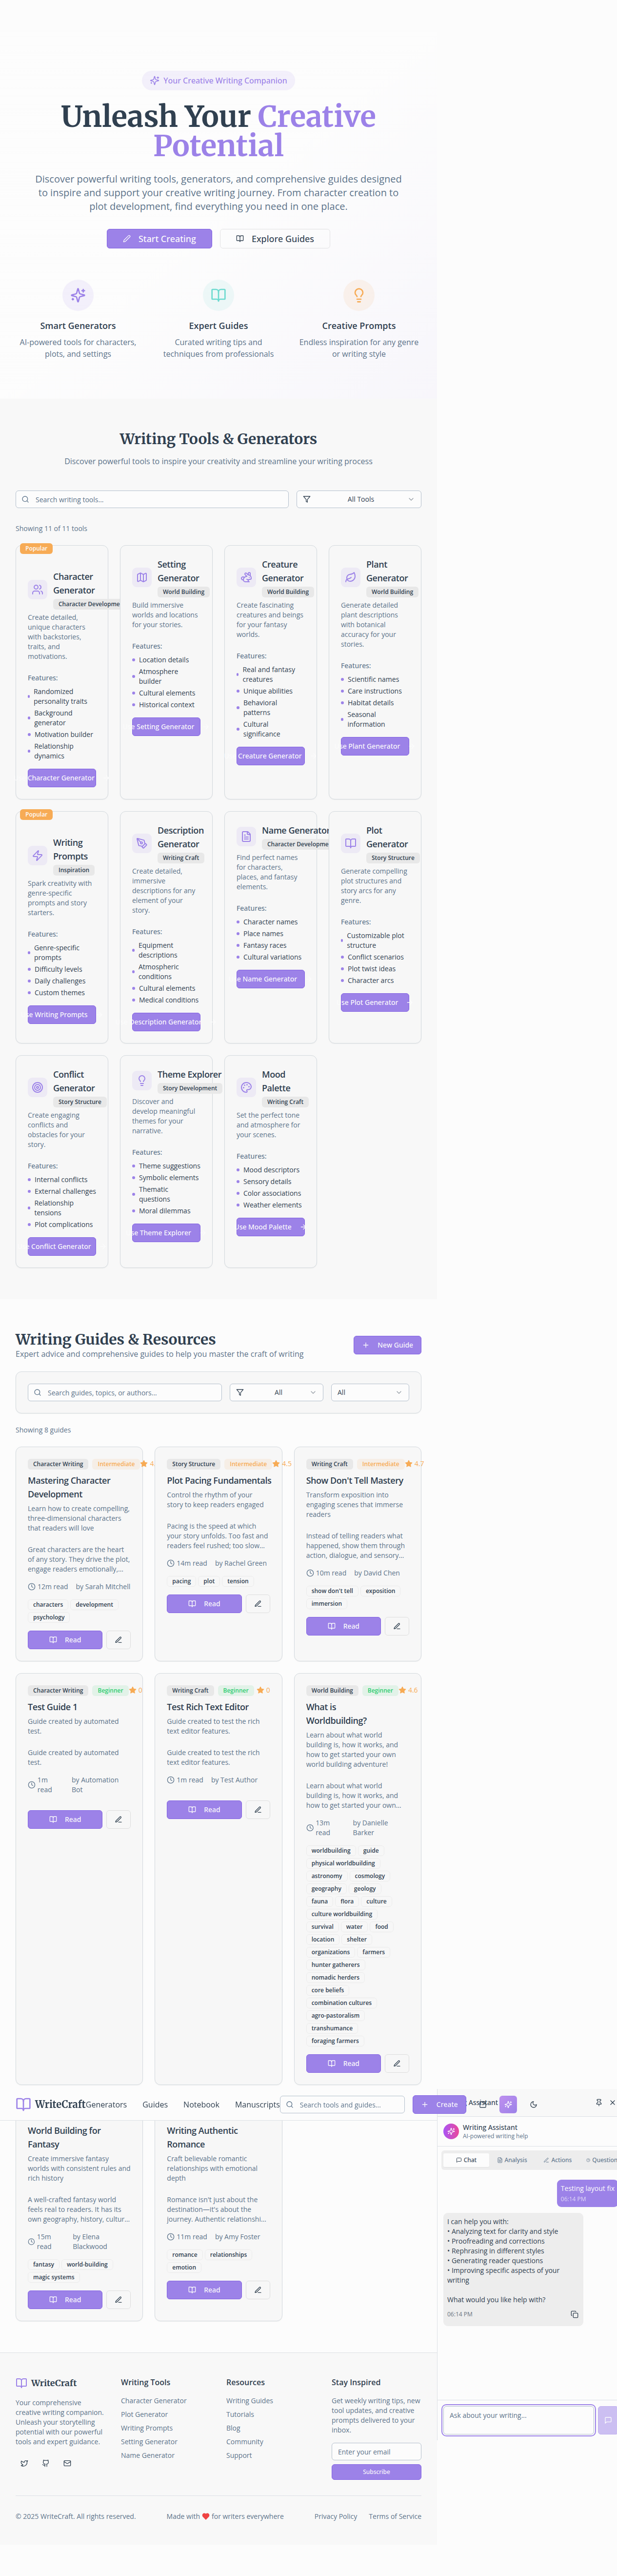 Your Creative Writing Companion
Unleash Your Creative
Potential
Discover powerful writing tools, generators, and comprehensive guides designed
to inspire and support your creative writing journey. From character creation to
plot development, find everything you need in one place.
Start Creating
Explore Guides
Smart Generators
AI-powered tools for characters,
plots, and settings
Expert Guides
Curated writing tips and
techniques from professionals
Creative Prompts
Endless inspiration for any genre
or writing style
Writing Tools & Generators
Discover powerful tools to inspire your creativity and streamline your writing process
Search writing tools...
All Tools
Showing 11 of 11 tools
Popular
Character
Generator
Character Developme
Create detailed,
unique characters
with backstories,
traits, and
motivations.
Features:
Randomized
personality traits
Background
generator
Motivation builder
Relationship
dynamics
Character Generator
Setting
Generator
World Building
Build immersive
worlds and locations
for your stories.
Features:
Location details
Atmosphere
builder
Cultural elements
Historical context
e Setting Generator
Creature
Generator
World Building
Create fascinating
creatures and beings
for your fantasy
worlds.
Features:
Real and fantasy
creatures
Unique abilities
Behavioral
patterns
Cultural
significance
Creature Generator
Plant
Generator
World Building
Generate detailed
plant descriptions
with botanical
accuracy for your
stories.
Features:
Scientific names
Care instructions
Habitat details
Seasonal
information
se Plant Generator
Popular
Writing
Prompts
Inspiration
Spark creativity with
genre-specific
prompts and story
starters.
Features:
Genre-specific
prompts
Difficulty levels
Daily challenges
Custom themes
se Writing Prompts
Description
Generator
Writing Craft
Create detailed,
immersive
descriptions for any
element of your
story.
Features:
Equipment
descriptions
Atmospheric
conditions
Cultural elements
Medical conditions
Description Generator
Name Generator
Character Developme
Find perfect names
for characters,
places, and fantasy
elements.
Features:
Character names
Place names
Fantasy races
Cultural variations
e Name Generator
Plot
Generator
Story Structure
Generate compelling
plot structures and
story arcs for any
genre.
Features:
Customizable plot
structure
Conflict scenarios
Plot twist ideas
Character arcs
se Plot Generator
Conflict
Generator
Story Structure
Create engaging
conflicts and
obstacles for your
story.
Features:
Internal conflicts
External challenges
Relationship
tensions
Plot complications
e Conflict Generator
Theme Explorer
Story Development
Discover and
develop meaningful
themes for your
narrative.
Features:
Theme suggestions
Symbolic elements
Thematic
questions
Moral dilemmas
se Theme Explorer
Mood
Palette
Writing Craft
Set the perfect tone
and atmosphere for
your scenes.
Features:
Mood descriptors
Sensory details
Color associations
Weather elements
Use Mood Palette
Writing Guides & Resources
Expert advice and comprehensive guides to help you master the craft of writing
New Guide
Search guides, topics, or authors...
All
All
Showing 8 guides
Character Writing
Intermediate
4.
Mastering Character
Development
Learn how to create compelling,
three-dimensional characters
that readers will love
Great characters are the heart
of any story. They drive the plot,
engage readers emotionally,...
12m read
by Sarah Mitchell
characters
development
psychology
Read
Story Structure
Intermediate
4.5
Plot Pacing Fundamentals
Control the rhythm of your
story to keep readers engaged
Pacing is the speed at which
your story unfolds. Too fast and
readers feel rushed; too slow...
14m read
by Rachel Green
pacing
plot
tension
Read
Writing Craft
Intermediate
4.7
Show Don't Tell Mastery
Transform exposition into
engaging scenes that immerse
readers
Instead of telling readers what
happened, show them through
action, dialogue, and sensory...
10m read
by David Chen
show don't tell
exposition
immersion
Read
Character Writing
Beginner
0
Test Guide 1
Guide created by automated
test.
Guide created by automated
test.
1m
read
by Automation
Bot
Read
Writing Craft
Beginner
0
Test Rich Text Editor
Guide created to test the rich
text editor features.
Guide created to test the rich
text editor features.
1m read
by Test Author
Read
World Building
Beginner
4.6
What is
Worldbuilding?
Learn about what world
building is, how it works, and
how to get started your own
world building adventure!
Learn about what world
building is, how it works, and
how to get started your own...
13m
read
by Danielle
Barker
worldbuilding
guide
physical worldbuilding
astronomy
cosmology
geography
geology
fauna
flora
culture
culture worldbuilding
survival
water
food
location
shelter
organizations
farmers
hunter gatherers
nomadic herders
core beliefs
combination cultures
agro-pastoralism
transhumance
foraging farmers
Read
WriteCraft
Generators
Guides
Notebook
Manuscripts
Search tools and guides...
Create
Assistant
Writing Assistant
AI-powered writing help
Chat
Analysis
Actions
Question
Testing layout fix
06:14 PM
I can help you with:
• Analyzing text for clarity and style
• Proofreading and corrections
• Rephrasing in different styles
• Generating reader questions
• Improving specific aspects of your
writing
What would you like help with?
06:14 PM
Ask about your writing...
World Building for
Fantasy
Create immersive fantasy
worlds with consistent rules and
rich history
A well-crafted fantasy world
feels real to readers. It has its
own geography, history, cultur...
15m
read
by Elena
Blackwood
fantasy
world-building
magic systems
Read
Writing Authentic
Romance
Craft believable romantic
relationships with emotional
depth
Romance isn't just about the
destination—it's about the
journey. Authentic relationshi...
11m read
by Amy Foster
romance
relationships
emotion
Read
WriteCraft
Your comprehensive
creative writing companion.
Unleash your storytelling
potential with our powerful
tools and expert guidance.
Writing Tools
Character Generator
Plot Generator
Writing Prompts
Setting Generator
Name Generator
Resources
Writing Guides
Tutorials
Blog
Community
Support
Stay Inspired
Get weekly writing tips, new
tool updates, and creative
prompts delivered to your
inbox.
Enter your email
Subscribe
© 2025 WriteCraft. All rights reserved.
Made with ❤️ for writers everywhere
Privacy Policy
Terms of Service